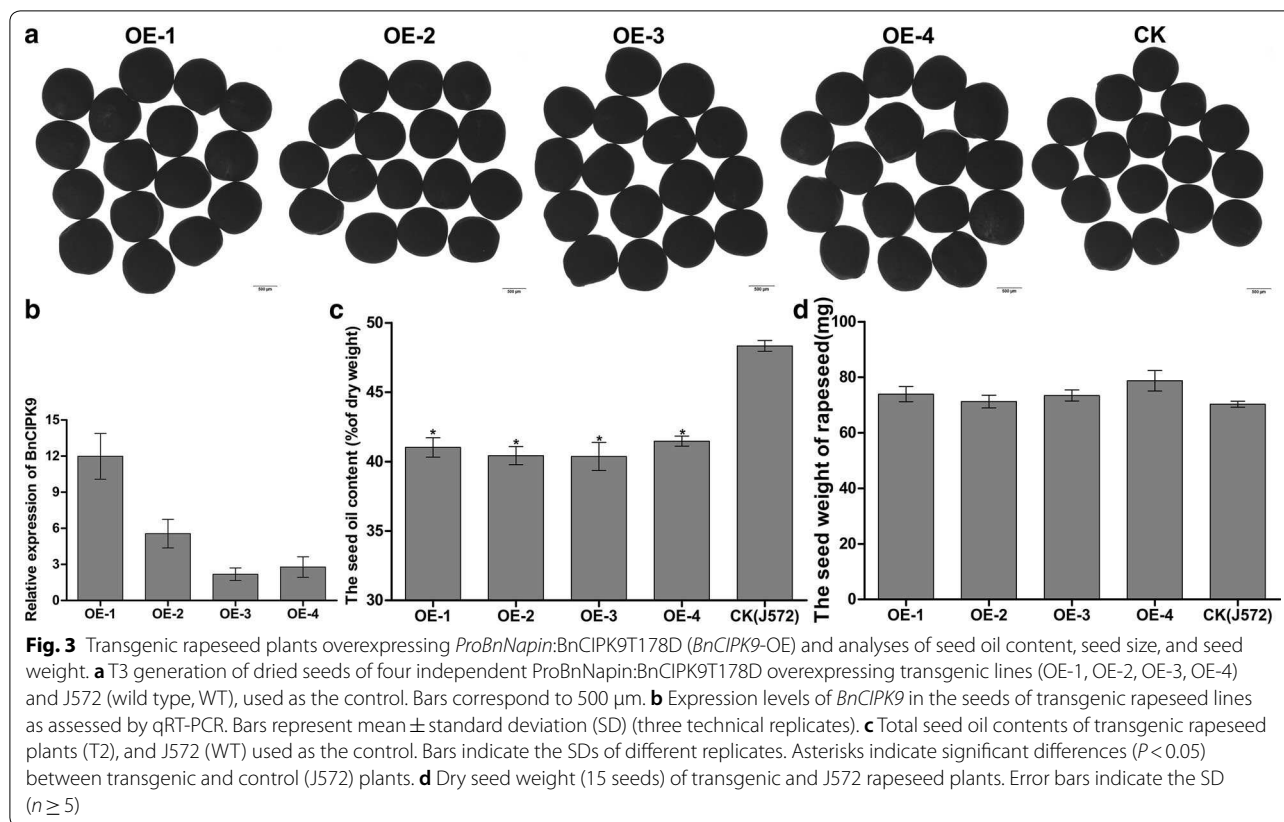 a
OE-1 OE-2 OE-3 OE-4 CK
500 μm 500 μm 500 μm 500 μm 500 μm
b
Relative expression of BnCIPK9
15
12
9
6
3
0
OE-1 OE-2 OE-3 OE-4
c
The seed oil content (%of dry weight)
50
45
40
35
30
* * * *
OE-1 OE-2 OE-3 OE-4 CK(J572)
d
The seed weight of rapeseed(mg)
100
80
60
40
20
0
OE-1 OE-2 OE-3 OE-4 CK(J572)
Fig. 3 Transgenic rapeseed plants overexpressing ProBnNapin:BnCIPK9T178D (BnCIPK9-OE) and analyses of seed oil content, seed size, and seed
weight. a T3 generation of dried seeds of four independent ProBnNapin:BnCIPK9T178D overexpressing transgenic lines (OE-1, OE-2, OE-3, OE-4)
and J572 (wild type, WT), used as the control. Bars correspond to 500 μm. b Expression levels of BnCIPK9 in the seeds of transgenic rapeseed lines
as assessed by qRT-PCR. Bars represent mean ± standard deviation (SD) (three technical replicates). c Total seed oil contents of transgenic rapeseed
plants (T2), and J572 (WT) used as the control. Bars indicate the SDs of different replicates. Asterisks indicate significant differences (P < 0.05)
between transgenic and control (J572) plants. d Dry seed weight (15 seeds) of transgenic and J572 rapeseed plants. Error bars indicate the SD
(n ≥ 5)